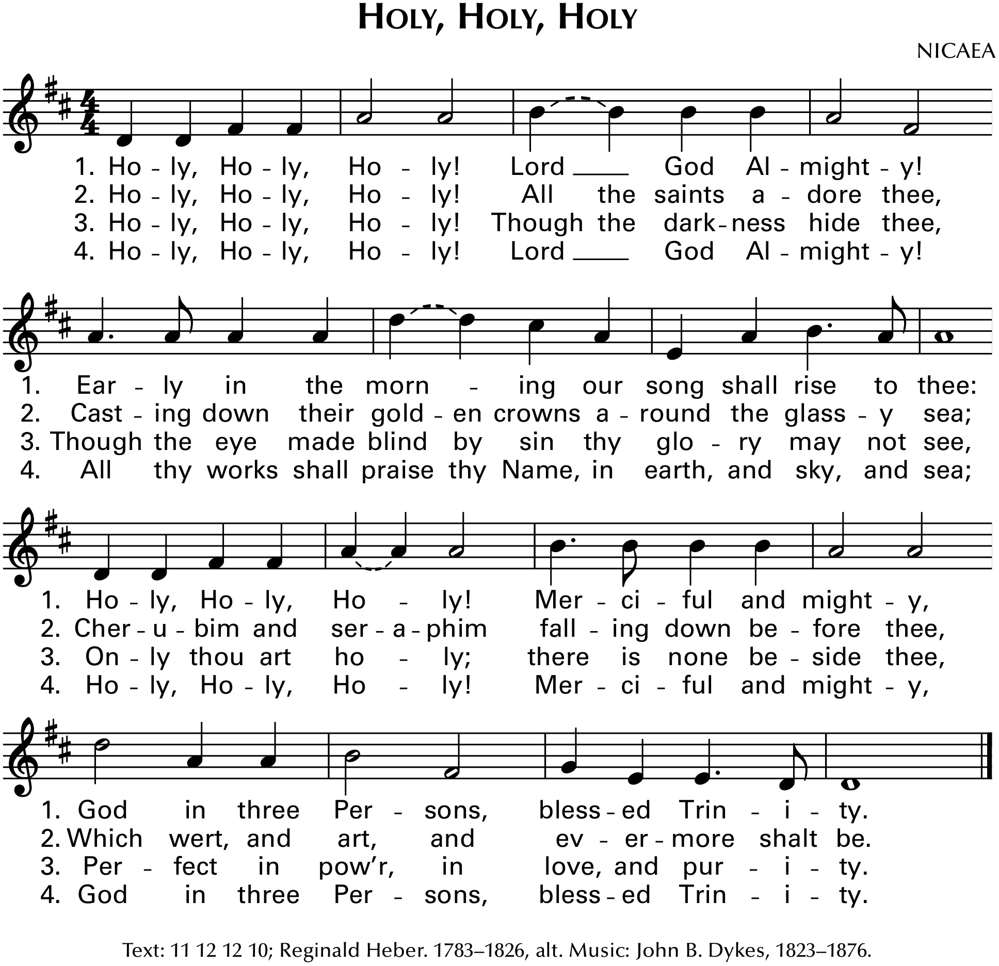 HOLY, HOLY, HOLY
NICAEA
4
4
1. Ho - ly, Ho - ly, Ho - ly! Lord ____ God Al - might - y!
2. Ho - ly, Ho - ly, Ho - ly! All the saints a - dore thee,
3. Ho - ly, Ho - ly, Ho - ly! Though the dark - ness hide thee,
4. Ho - ly, Ho - ly, Ho - ly! Lord ____ God Al - might - y!
1. Ear - ly in the morn - ing our song shall rise to thee:
2. Cast - ing down their gold - en crowns a - round the glass - y sea;
3. Though the eye made blind by sin thy glo - ry may not see,
4. All thy works shall praise thy Name, in earth, and sky, and sea;
1. Ho - ly, Ho - ly, Ho - ly! Mer - ci - ful and might - y,
2. Cher - u - bim and ser - a - phim fall - ing down be - fore thee,
3. On - ly thou art ho - ly; there is none be - side thee,
4. Ho - ly, Ho - ly, Ho - ly! Mer - ci - ful and might - y,
1. God in three Per - sons, bless - ed Trin - i - ty.
2. Which wert, and art, and ev - er - more shalt be.
3. Per - fect in pow’r, in love, and pur - i - ty.
4. God in three Per - sons, bless - ed Trin - i - ty.
Text: 11 12 12 10; Reginald Heber. 1783–1826, alt. Music: John B. Dykes, 1823–1876.